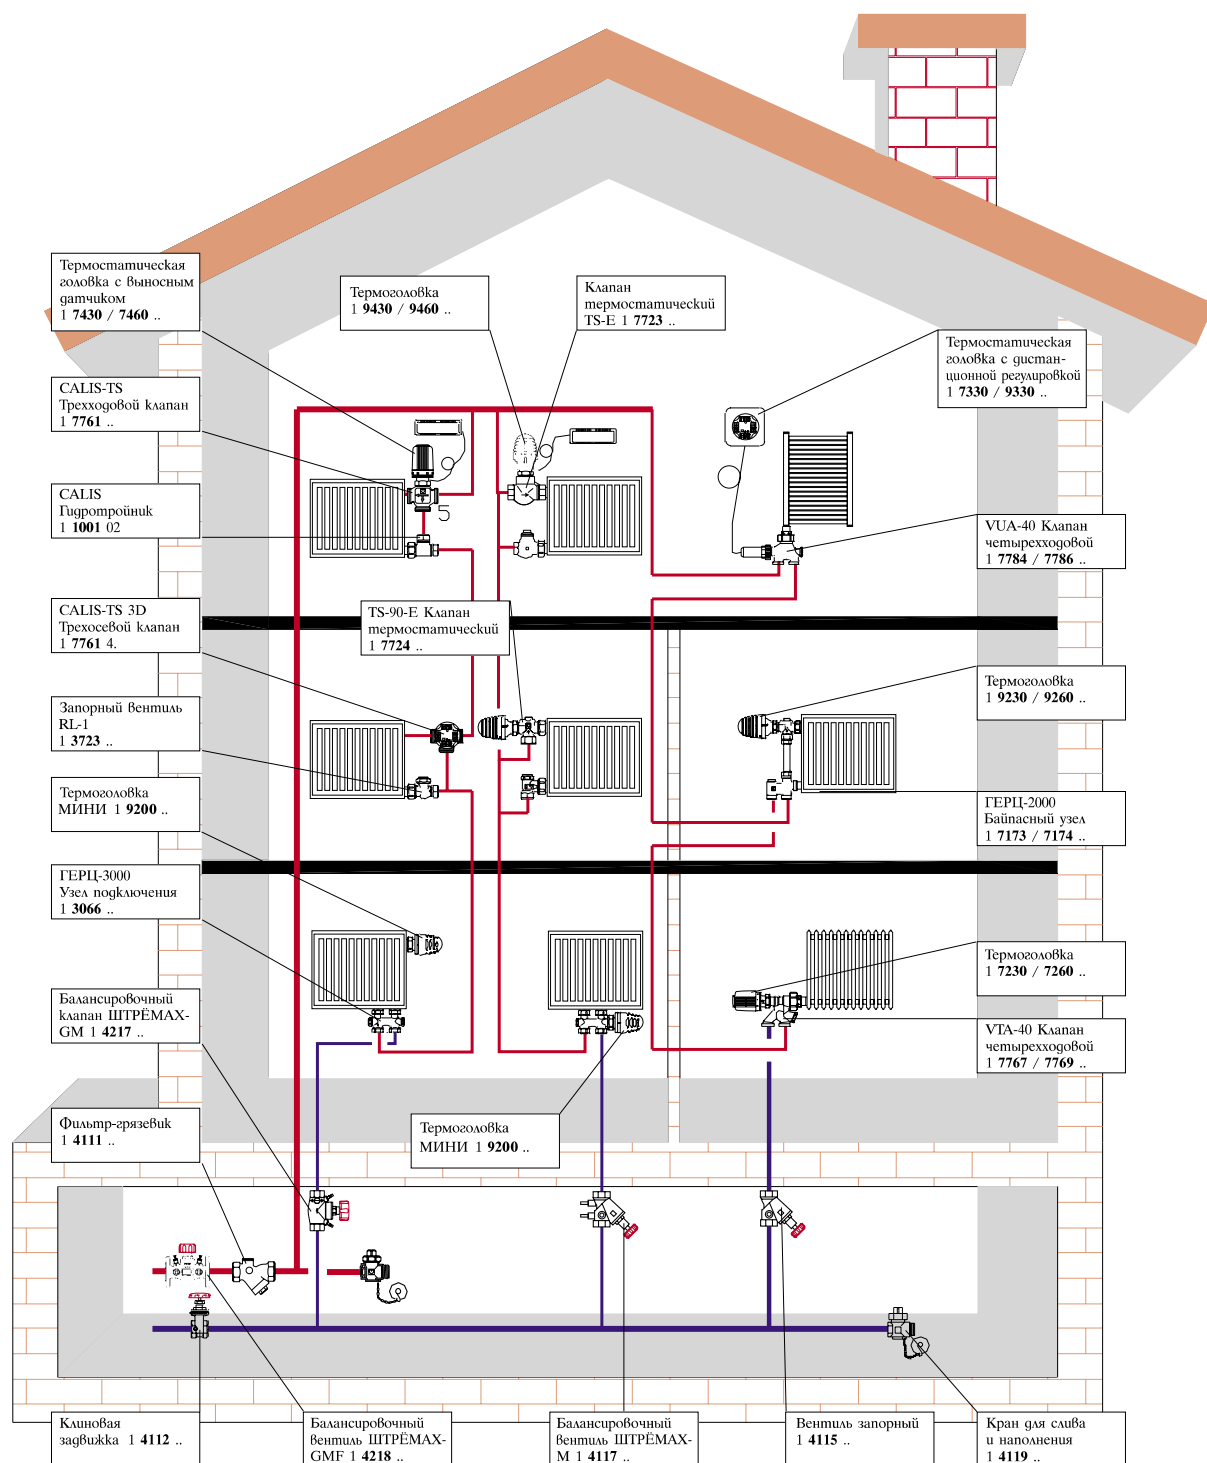 Термостатическая
головка с выносным
датчиком
1 7430 / 7460 ..
Термоголовка
1 9430 / 9460 ..
Клапан
термостатический
TS-E 1 7723 ..
Термостатическая
головка с дистан-
ционной регулировкой
1 7330 / 9330 ..
CALIS-TS
Трехходовой клапан
1 7761 ..
CALIS
Гидротройник
1 1001 02
5
VUA-40 Клапан
четырехходовой
1 7784 / 7786 ..
CALIS-TS 3D
Трехосевой клапан
1 7761 4.
TS-90-E Клапан
термостатический
1 7724 ..
Термоголовка
1 9230 / 9260 ..
Запорный вентиль
RL-1
1 3723 ..
Термоголовка
МИНИ 1 9200 ..
ГЕРЦ-2000
Байпасный узел
1 7173 / 7174 ..
ГЕРЦ-3000
Узел подключения
1 3066 ..
Термоголовка
1 7230 / 7260 ..
Балансировочный
клапан ШТРЁМАХ-
GM 1 4217 ..
VTA-40 Клапан
четырехходовой
1 7767 / 7769 ..
Фильтр-грязевик
1 4111 ..
Термоголовка
МИНИ 1 9200 ..
Клиновая
задвижка 1 4112 ..
Балансировочный
вентиль ШТРЁМАХ-
GMF 1 4218 ..
Балансировочный
вентиль ШТРЁМАХ-
М 1 4117 ..
Вентиль запорный
1 4115 ..
Кран для слива
и наполнения
1 4119 ..